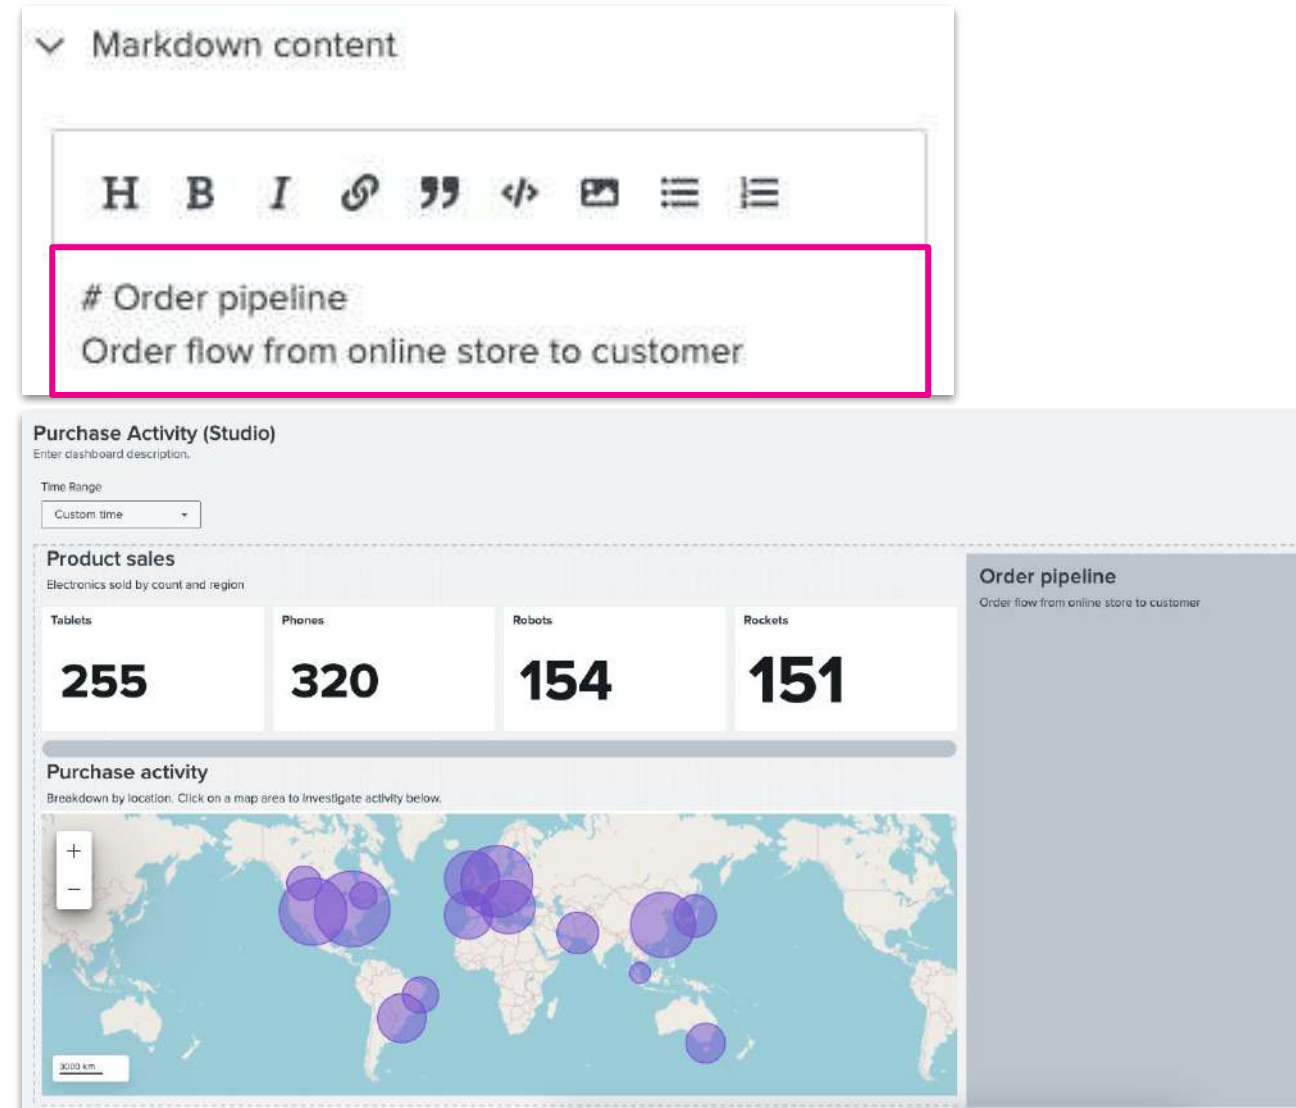 Markdown content
H B I
# Order pipeline
Order flow from online store to customer
Purchase Activity (Studio)
Enter dashboard description.
Time Range
Custom time
Product sales
Electronics sold by count and region
Tablets
255
Phones
320
Robots
154
Rockets
151
Purchase activity
Breakdown by location. Click on a map area to investigate activity below.
+
−
3000 km
Order pipeline
Order flow from online store to customer